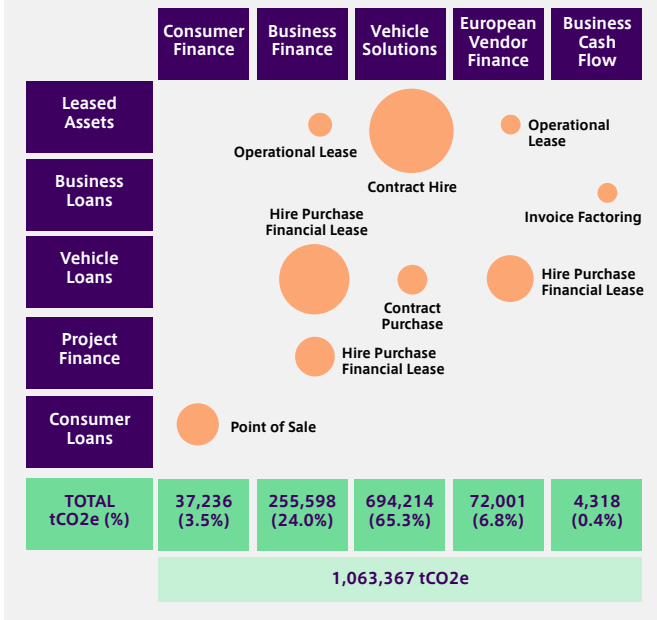 Consumer
Finance
Business
Finance
Vehicle
Solutions
European
Vendor
Finance
Business
Cash
Flow
Leased
Assets
Operational Lease
Contract Hire
Operational
Lease
Business
Loans
Invoice Factoring
Hire Purchase
Financial Lease
Vehicle
Loans
Contract
Purchase
Hire Purchase
Financial Lease
Project
Finance
Hire Purchase
Financial Lease
Consumer
Loans
Point of Sale
TOTAL
tCO2e (%)
37,236
(3.5%)
255,598
(24.0%)
694,214
(65.3%)
72,001
(6.8%)
4,318
(0.4%)
1,063,367 tCO2e